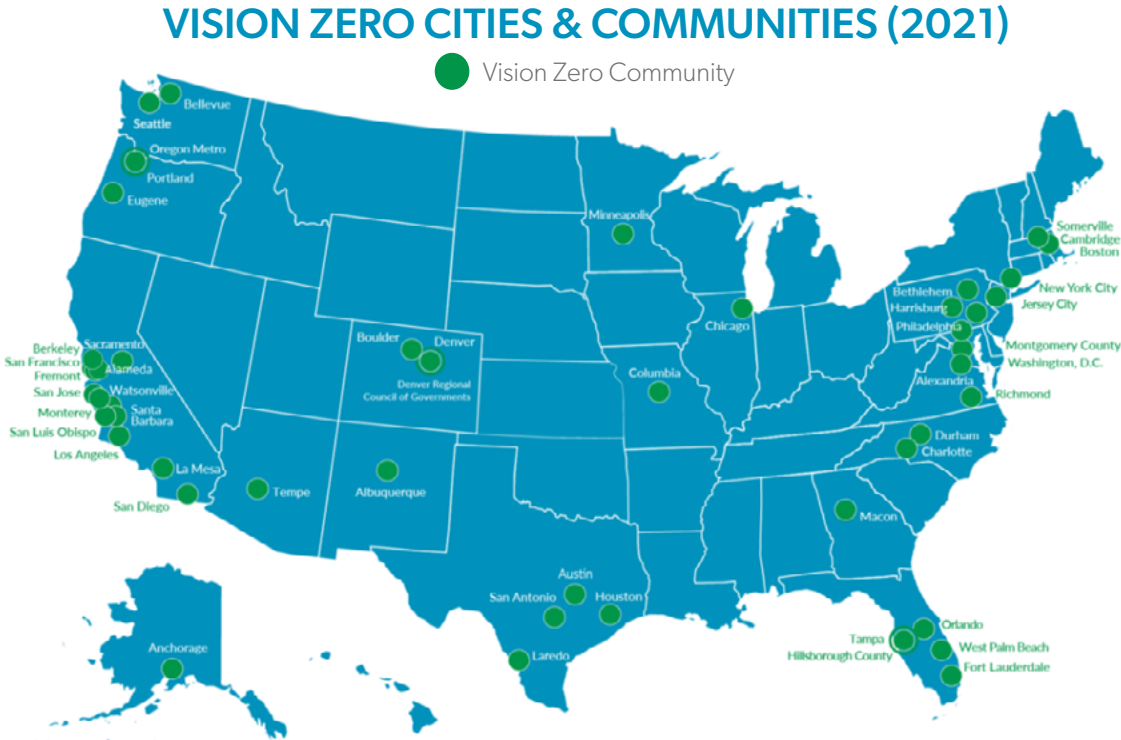 VISION ZERO CITIES & COMMUNITIES (2021)
Vision Zero Community
Bellevue
Seattle
Oregon Metro
Portland
Eugene
Minneapolis
Somerville
Cambridge
Boston
New York City
Jersey City
Bethlehem
Harrisburg
Philadelphia
Montgomery County
Washington, D.C.
Alexandria
Richmond
Chicago
Boulder
Denver
Denver Regional
Council of Governments
Columbia
Berkeley
Sacramento
San Francisco
Alameda
Fremont
San Jose
Watsonville
Monterey
Santa
Barbara
San Luis Obispo
Los Angeles
La Mesa
San Diego
Tempe
Albuquerque
Durham
Charlotte
Macon
Austin
San Antonio
Houston
Laredo
Orlando
Tampa
Hillsborough County
West Palm Beach
Fort Lauderdale
Anchorage